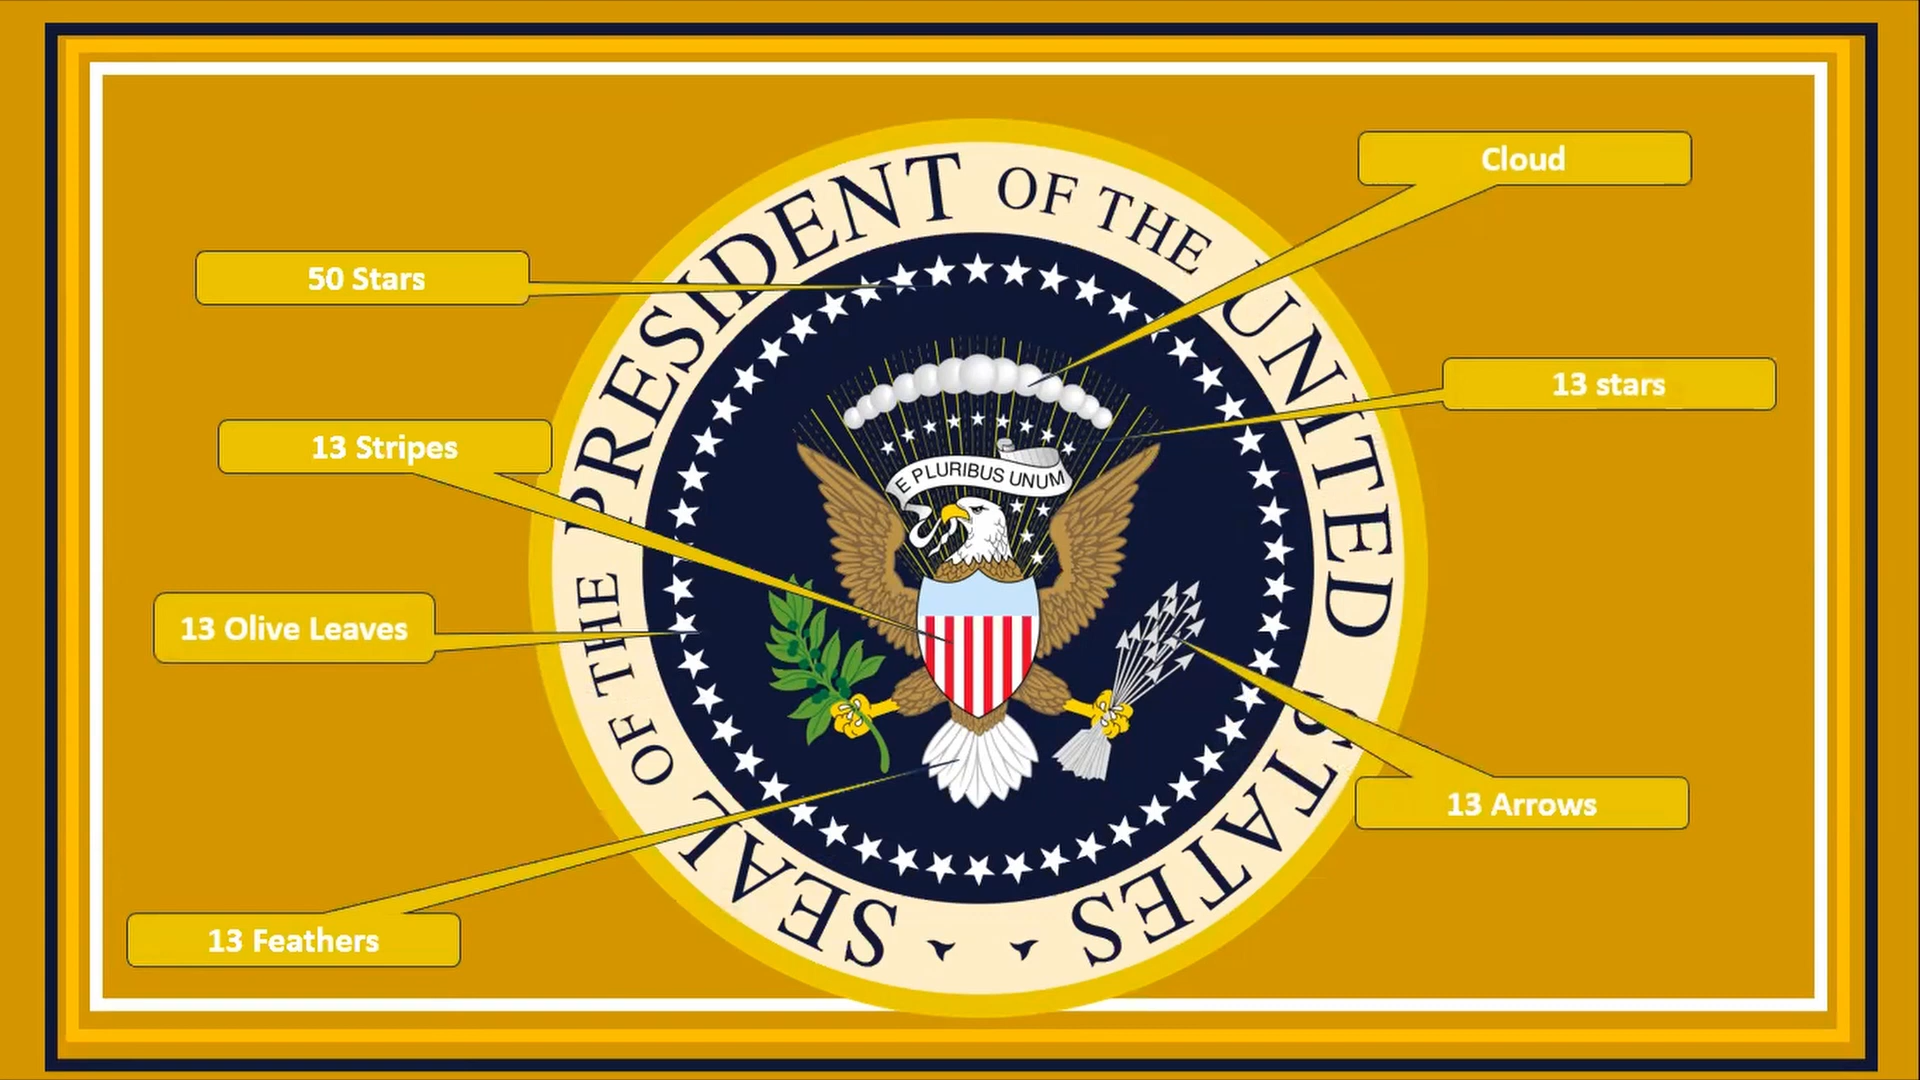 Cloud
50 Stars
13 stars
13 Stripes
13 Olive Leaves
13 Arrows
13 Feathers
SEAL OF THE PRESIDENT OF THE UNITED STATES
E PLURIBUS UNUM